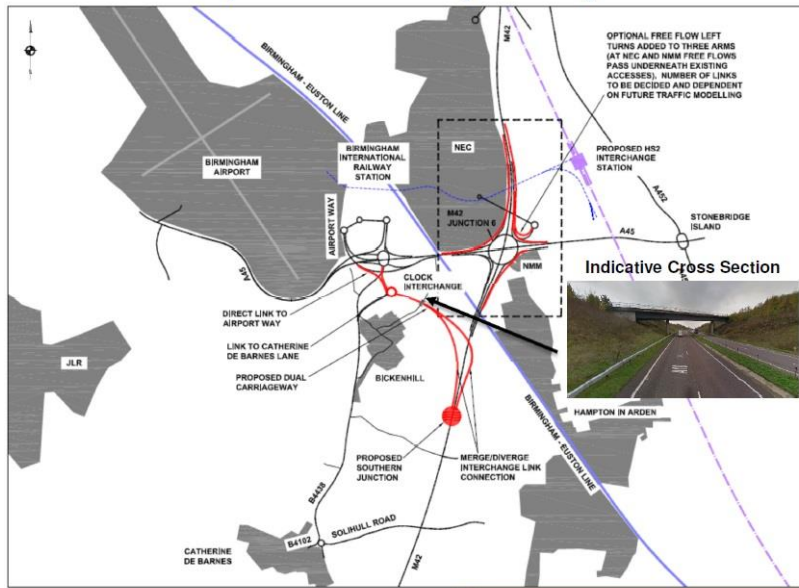 M42
OPTIONAL FREE FLOW LEFT
TURNS ADDED TO THREE ARMS
(AT NEC AND NMM FREE FLOWS
PASS UNDERNEATH EXISTING
ACCESSES). NUMBER OF LINKS
TO BE DECIDED AND DEPENDENT
ON FUTURE TRAFFIC MODELLING
BIRMINGHAM - EUSTON LINE
BIRMINGHAM
AIRPORT
BIRMINGHAM
INTERNATIONAL
RAILWAY
STATION
NEC
PROPOSED HS2
INTERCHANGE
STATION
A452
AIRPORT WAY
M42
JUNCTION 6
STONEBRIDGE
ISLAND
A45
A45
NMM
CLOCK
INTERCHANGE
Indicative Cross Section
DIRECT LINK TO
AIRPORT WAY
LINK TO CATHERINE
DE BARNES LANE
PROPOSED DUAL
CARRIAGEWAY
JLR
BICKENHILL
HAMPTON IN ARDEN
BIRMINGHAM - EUSTON LINE
PROPOSED
SOUTHERN
JUNCTION
MERGE/DIVERGE
INTERCHANGE LINK
CONNECTION
B4438
SOLIHULL ROAD
B4102
CATHERINE
DE BARNES
M42